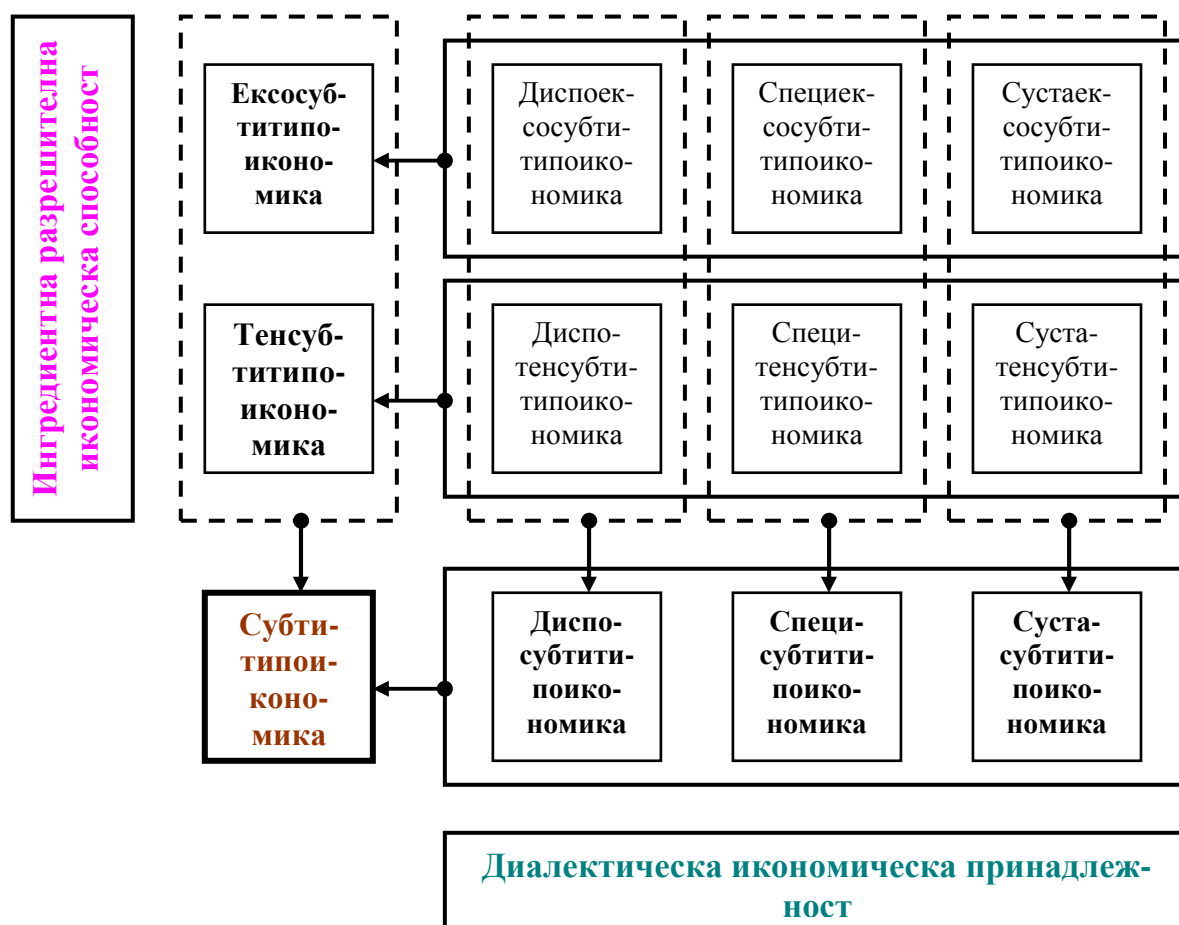 Ингредиентна разрешителна
икономическа способност
Ексосуб-
титипо-
иконо-
мика
Диспоек-
сосубти-
типоико-
номика
Специек-
сосубти-
типоико-
номика
Сустаек-
сосубти-
типоико-
номика
Тенсуб-
титипо-
иконо-
мика
Диспо-
тенсубти-
типоико-
номика
Специ-
тенсубти-
типоико-
номика
Суста-
тенсубти-
типоико-
номика
Субти-
типои-
коно-
мика
Диспо-
субтити-
поико-
номика
Специ-
субтити-
поико-
номика
Суста-
субтити-
поико-
номика
Диалектическа икономическа принадлеж-
ност